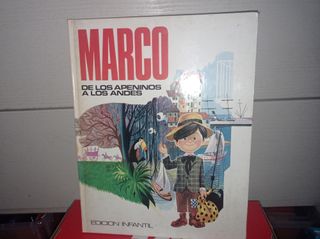 MARCO
DE LOS APENINOS
A LOS ANDES
EDICION INFANTIL